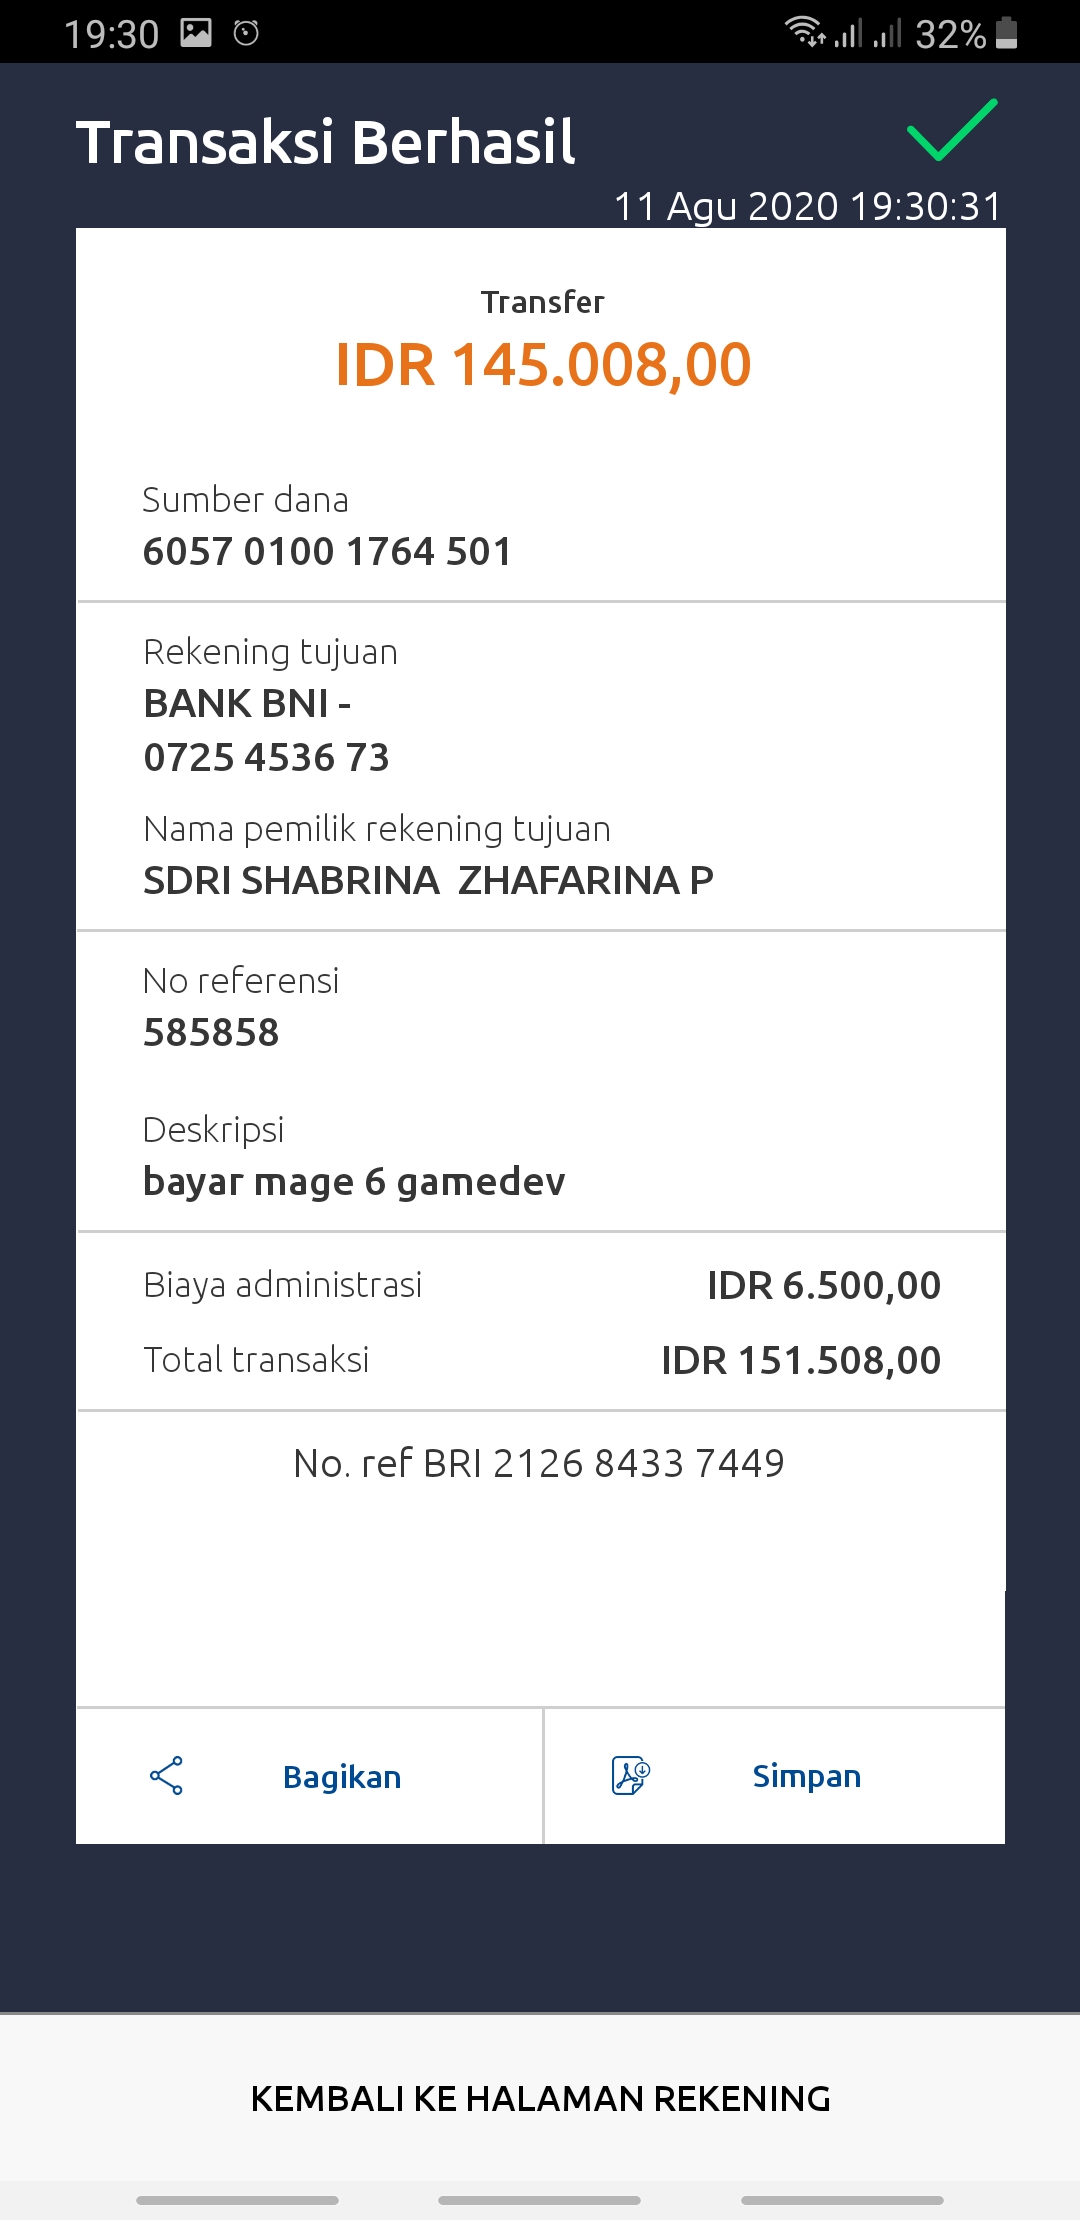 19:30
32%
Transaksi Berhasil
11 Agu 2020 19:30:31
Transfer
IDR 145.008,00
Sumber dana
6057 0100 1764 501
Rekening tujuan
BANK BNI -
0725 4536 73
Nama pemilik rekening tujuan
SDRI SHABRINA  ZHAFARINA P
No referensi
585858
Deskripsi
bayar mage 6 gamedev
Biaya administrasi IDR 6.500,00
Total transaksi IDR 151.508,00
No. ref BRI 2126 8433 7449
Bagikan Simpan
KEMBALI KE HALAMAN REKENING